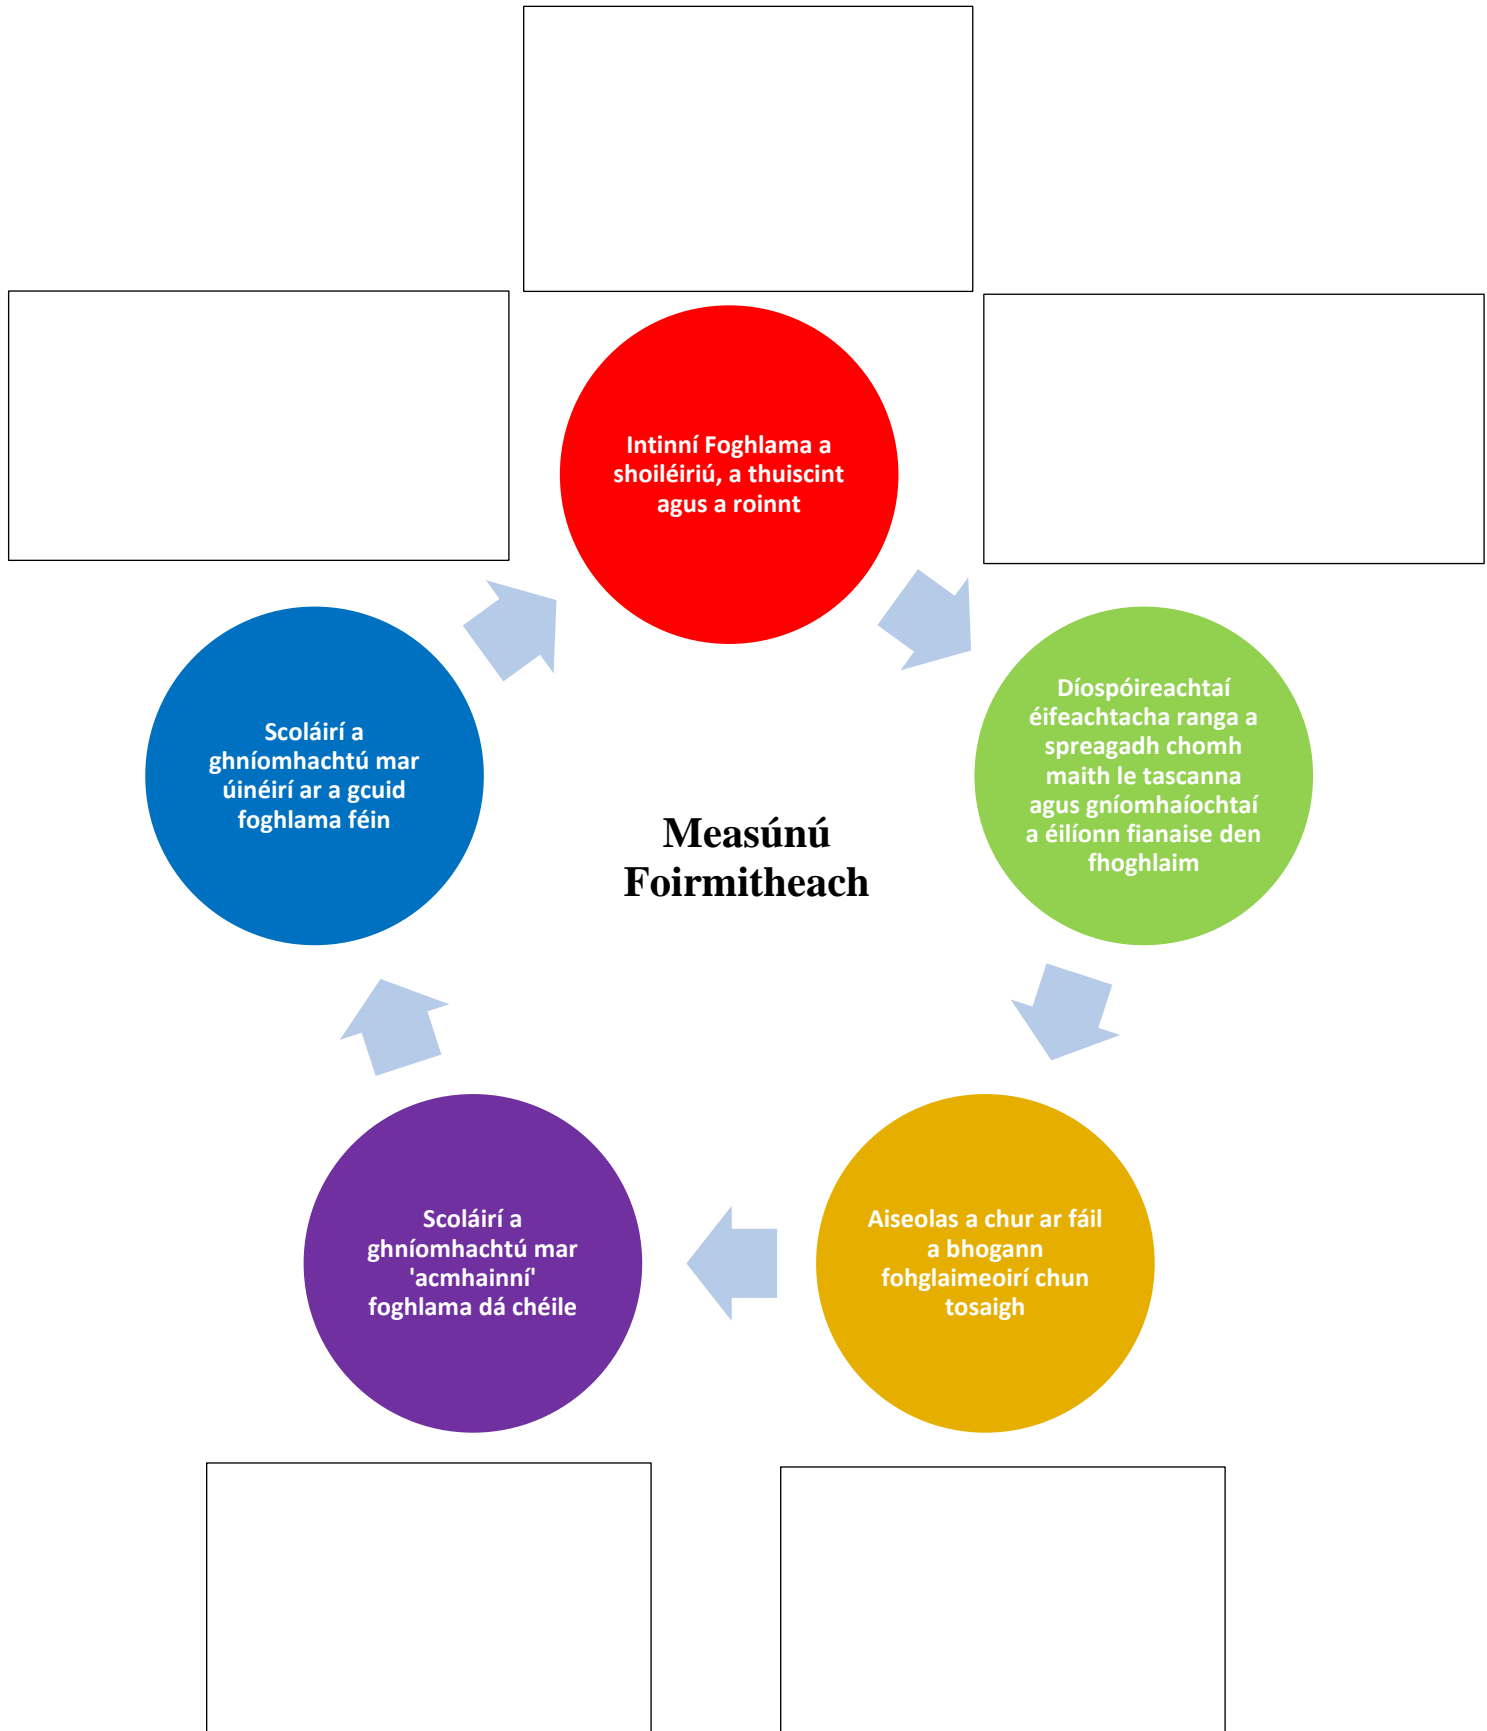 Intinní Foghlama a
shoiléiriú, a thuiscint
agus a roinnt
Díospóireachtaí
éifeachtacha ranga a
spreagadh chomh
maith le tascanna
agus gníomhaíochtaí
a éilíonn fianaise den
fhoghlaim
Aiseolas a chur ar fáil
a bhogann
fohglaimeoirí chun
tosaigh
Scoláirí a
ghníomhachtú mar
'acmhainní'
foghlama dá chéile
Scoláirí a
ghníomhachtú mar
úinéirí ar a gcuid
foghlama féin
Measúnú
Foirmitheach